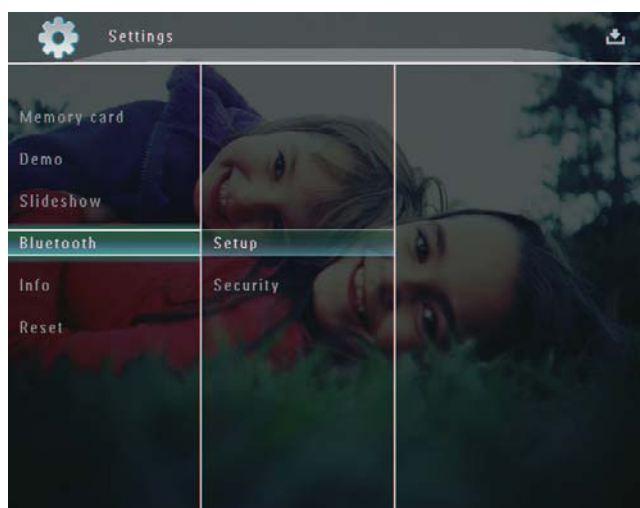 Settings
Memory card
Demo
Slideshow
Bluetooth
Info
Reset
Setup
Security